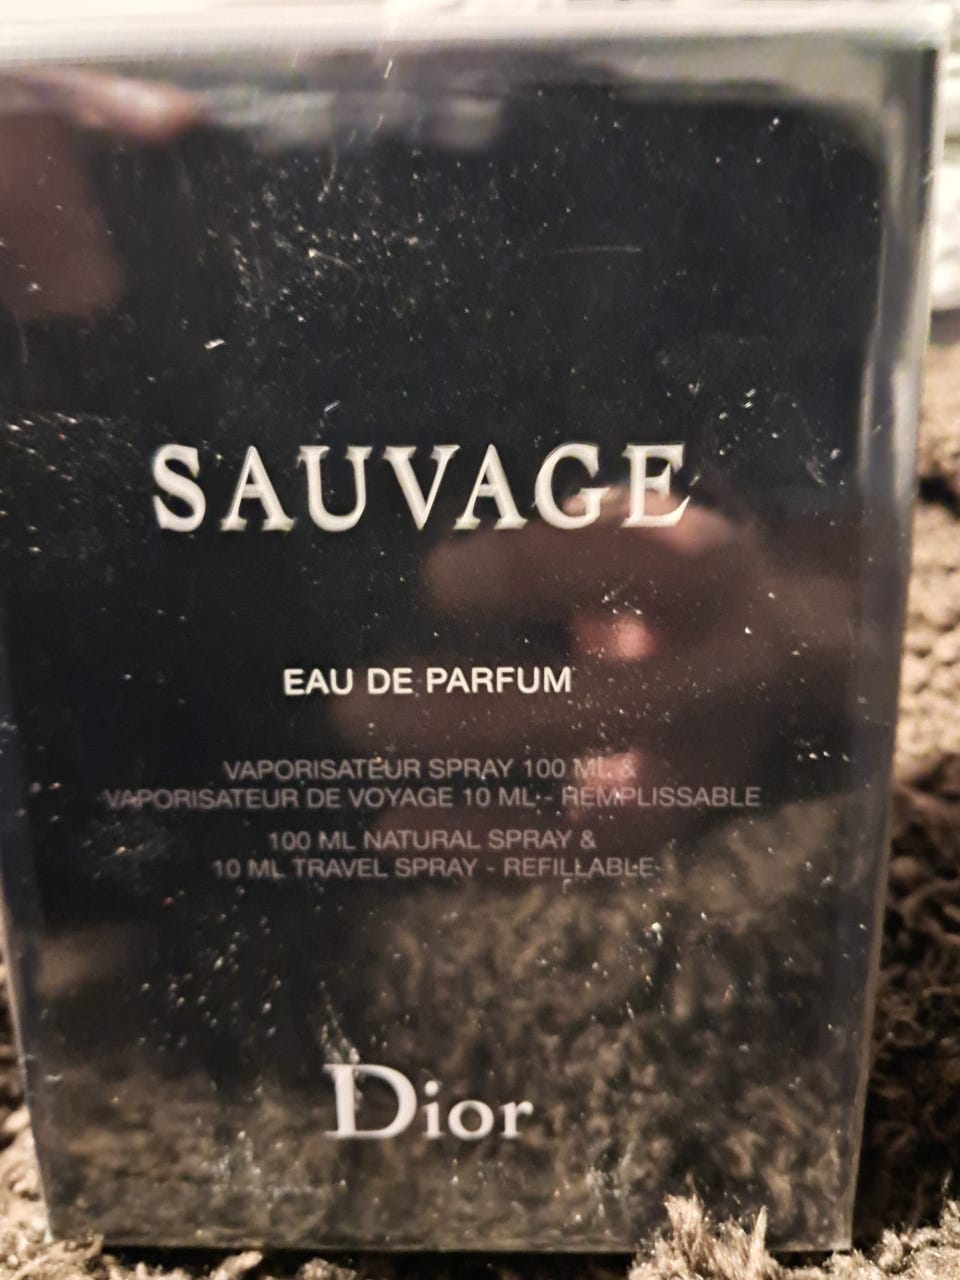 SAUVAGE
EAU DE PARFUM
VAPORISATEUR SPRAY 100 ML &
VAPORISATEUR DE VOYAGE 10 ML - REMPLISSABLE
100 ML NATURAL SPRAY &
10 ML TRAVEL SPRAY - REFILLABLE
Dior